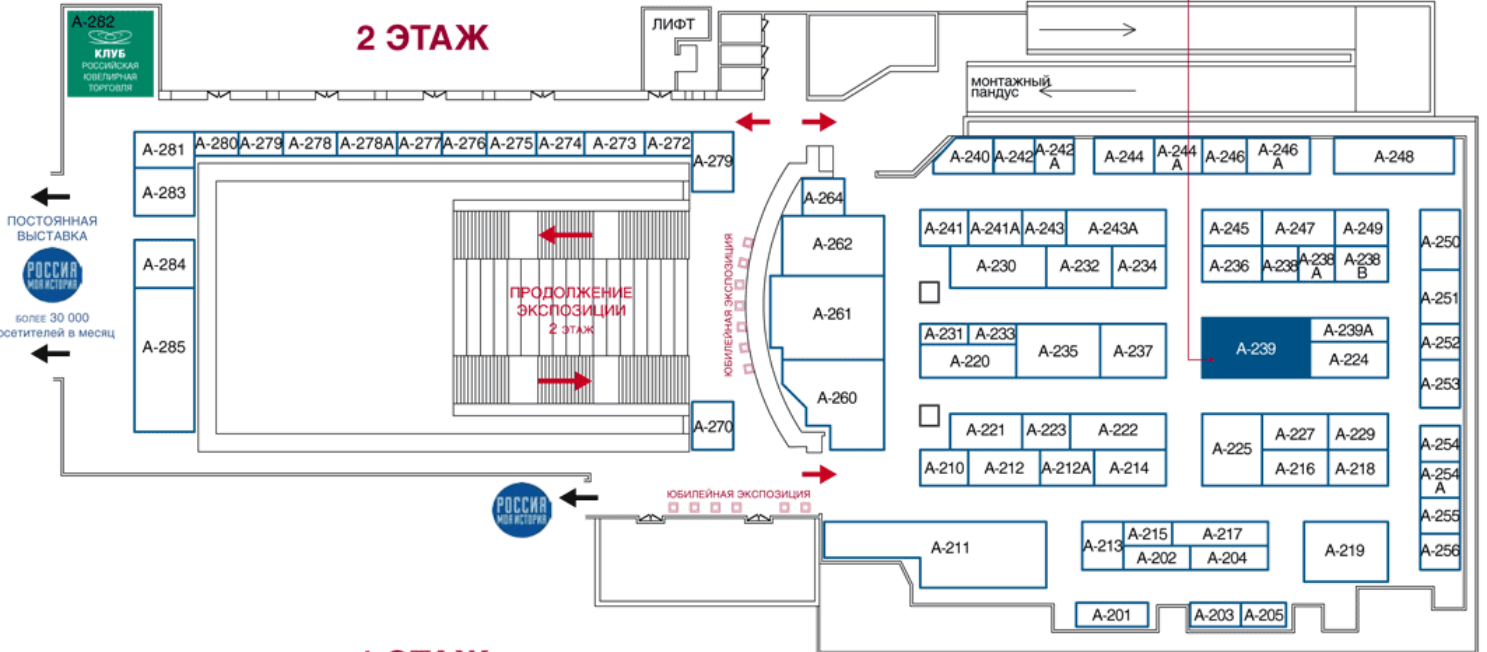 А-282
КЛУБ
РОССИЙСКАЯ
ЮВЕЛИРНАЯ
ТОРГОВЛЯ
2 ЭТАЖ
ЛИФТ
монтажный
пандус
А-281
А-280
А-279
А-278
А-278А
А-277
А-276
А-275
А-274
А-273
А-272
А-279
А-283
А-284
А-285
ПОСТОЯННАЯ
ВЫСТАВКА
РОССИЯ
МОЯ ИСТОРИЯ
БОЛЕЕ 30 000
осетителей в месяц
ПРОДОЛЖЕНИЕ
ЭКСПОЗИЦИИ
2 ЭТАЖ
ЮБИЛЕЙНАЯ ЭКСПОЗИЦИЯ
А-270
А-264
А-262
А-261
А-260
А-240
А-242
А-242
А
А-244
А-244
А
А-246
А-246
А
А-248
А-241
А-241А
А-243
А-243А
А-230
А-232
А-234
А-245
А-247
А-249
А-236
А-238
А-238
А
А-238
В
А-250
А-251
А-252
А-253
А-231
А-233
А-220
А-235
А-237
А-239
А-239А
А-224
А-221
А-223
А-222
А-210
А-212
А-212А
А-214
А-225
А-227
А-229
А-216
А-218
А-254
А-254
А
А-255
А-256
РОССИЯ
МОЯ ИСТОРИЯ
ЮБИЛЕЙНАЯ ЭКСПОЗИЦИЯ
А-211
А-213
А-215
А-217
А-202
А-204
А-219
А-201
А-203
А-205